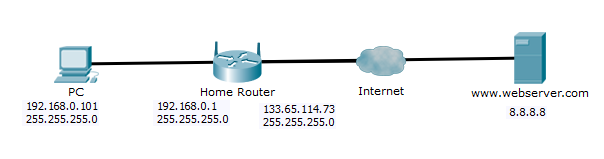 PC
192.168.0.101
255.255.255.0
Home Router
192.168.0.1
255.255.255.0
133.65.114.73
255.255.255.0
Internet
www.webserver.com
8.8.8.8